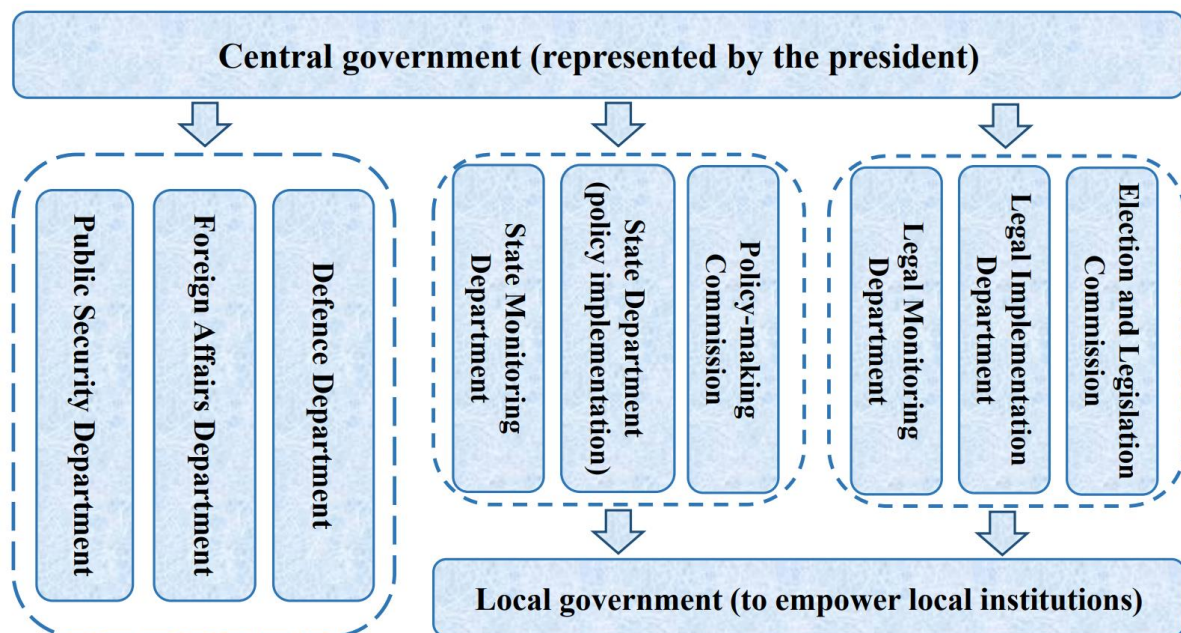 Central government (represented by the president)
Public Security Department
Foreign Affairs Department
Defence Department
State Monitoring
Department
State Department
(policy implementation)
Policy-making
Commission
Legal Monitoring
Department
Legal Implementation
Department
Election and Legislation
Commission
Local government (to empower local institutions)